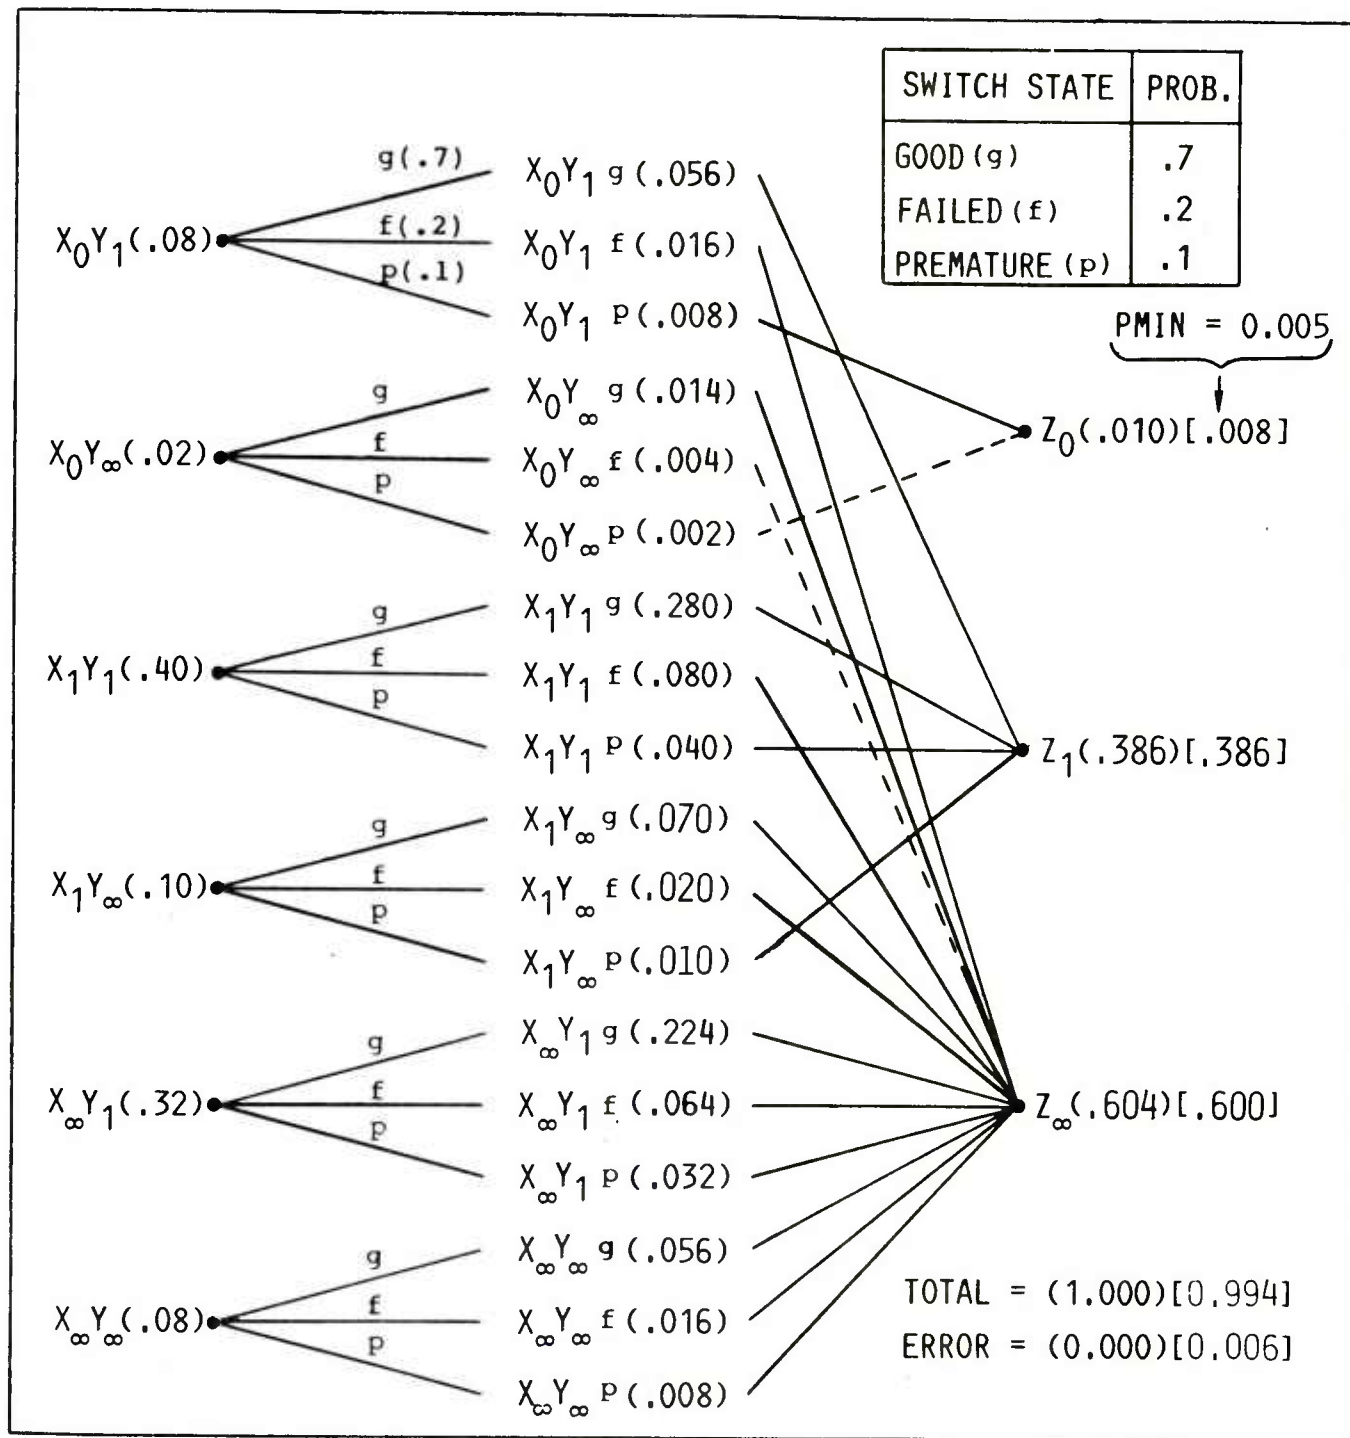 SWITCH STATE PROB.
GOOD (g) .7
FAILED (f) .2
PREMATURE (p) .1
PMIN = 0.005
X₀Y₁(.08)
g(.7)
f(.2)
p(.1)
X₀Y₁ g (.056)
X₀Y₁ f (.016)
X₀Y₁ p (.008)
X₀Y∞(.02)
g
f
p
X₀Y∞ g (.014)
X₀Y∞ f (.004)
X₀Y∞ p (.002)
X₁Y₁(.40)
g
f
p
X₁Y₁ g (.280)
X₁Y₁ f (.080)
X₁Y₁ p (.040)
X₁Y∞(.10)
g
f
p
X₁Y∞ g (.070)
X₁Y∞ f (.020)
X₁Y∞ p (.010)
X∞Y₁(.32)
g
f
p
X∞Y₁ g (.224)
X∞Y₁ f (.064)
X∞Y₁ p (.032)
X∞Y∞(.08)
g
f
p
X∞Y∞ g (.056)
X∞Y∞ f (.016)
X∞Y∞ p (.008)
Z₀(.010)[.008]
Z₁(.386)[.386]
Z∞(.604)[.600]
TOTAL = (1.000)[0.994]
ERROR = (0.000)[0.006]